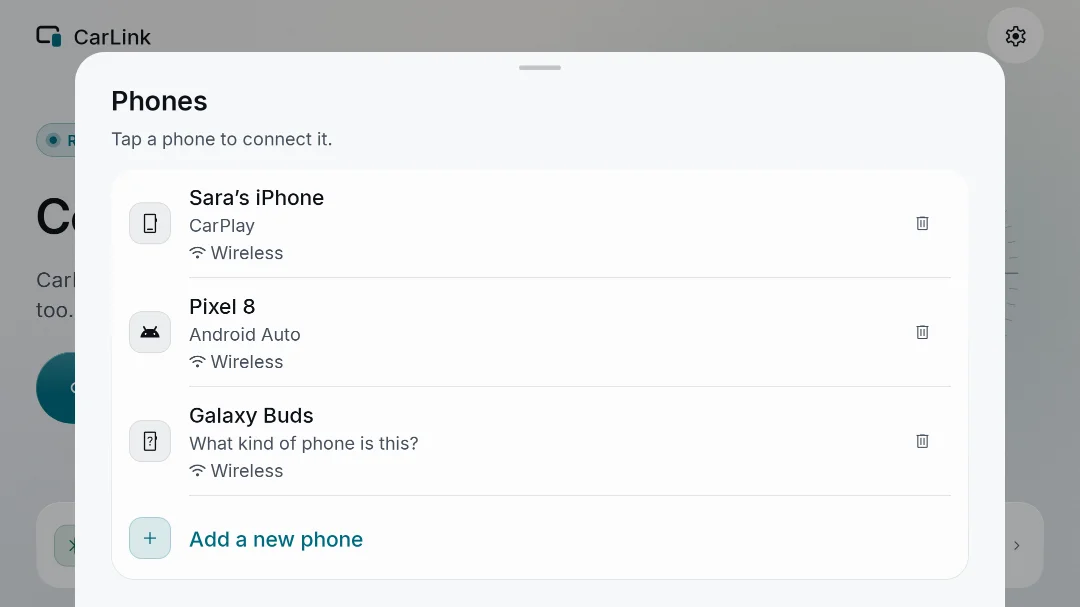 CarLink
Phones
Tap a phone to connect it.
Sara’s iPhone
CarPlay
Wireless
Pixel 8
Android Auto
Wireless
Galaxy Buds
What kind of phone is this?
Wireless
Add a new phone
too.